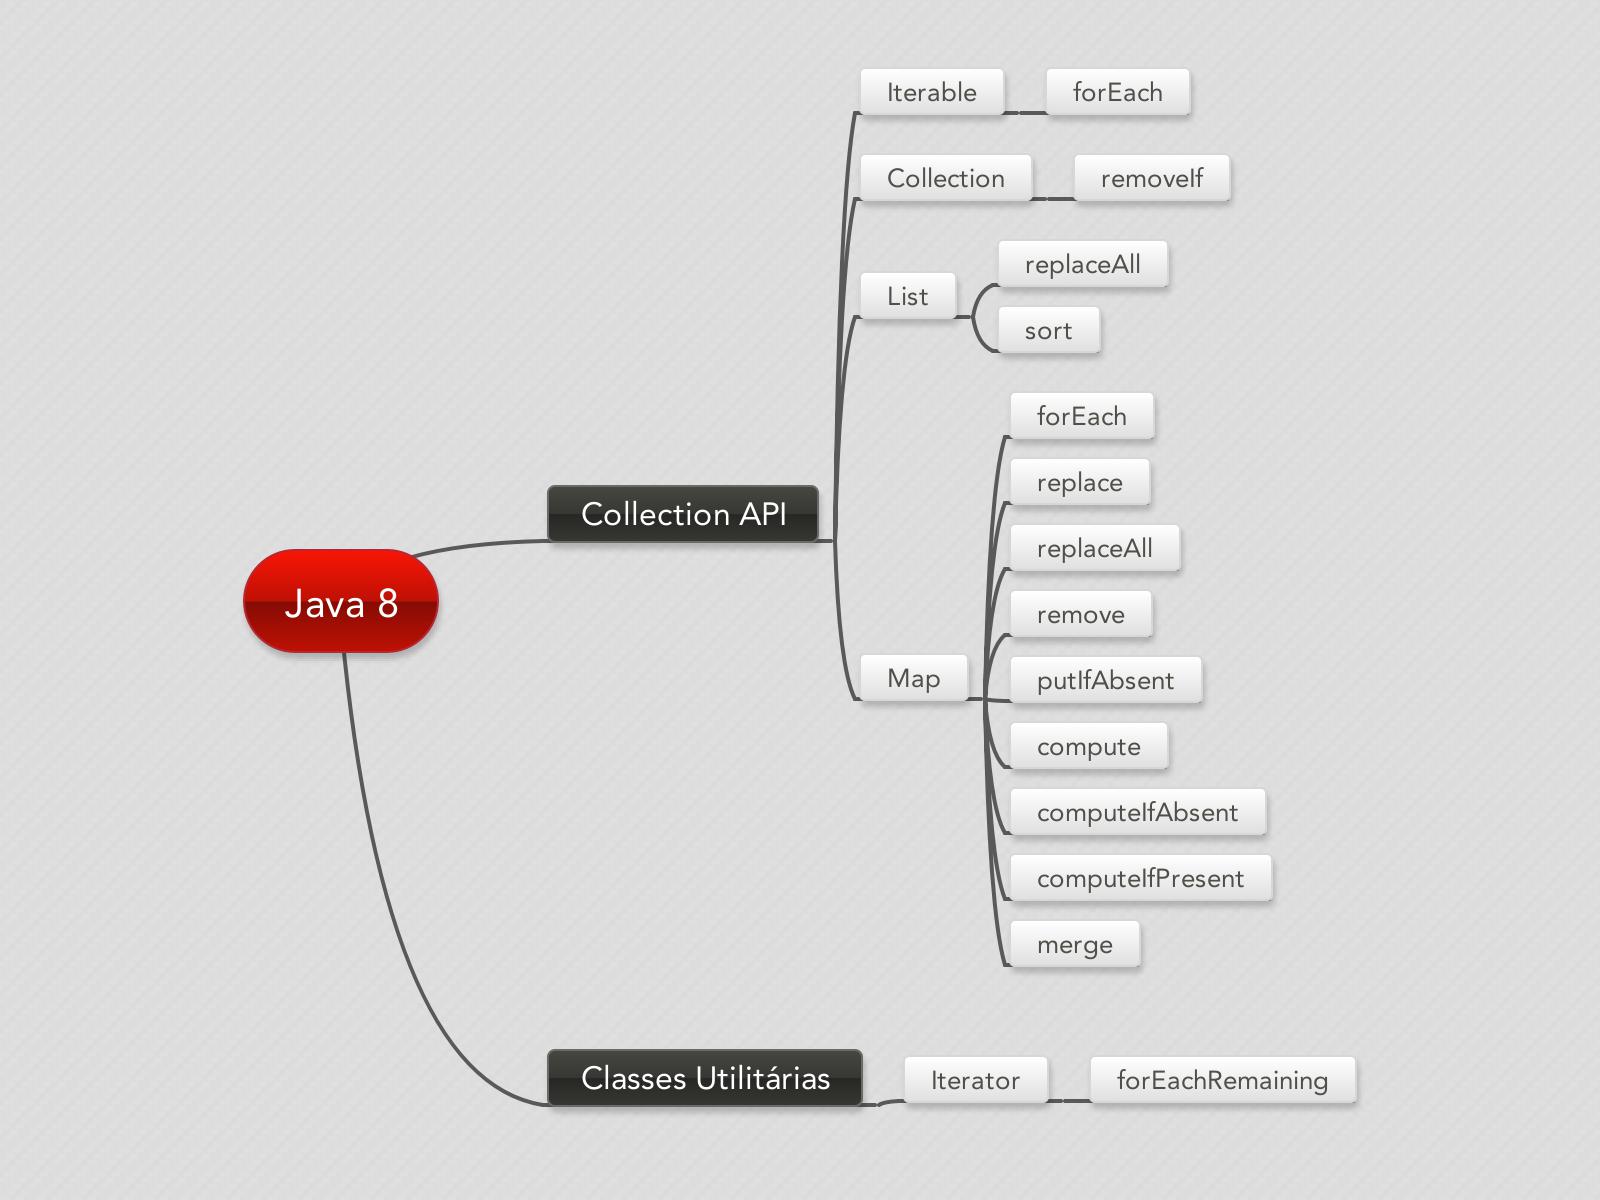 Java 8
Collection API
Iterable
forEach
Collection
removeIf
List
replaceAll
sort
Map
forEach
replace
replaceAll
remove
putIfAbsent
compute
computeIfAbsent
computeIfPresent
merge
Classes Utilitárias
Iterator
forEachRemaining